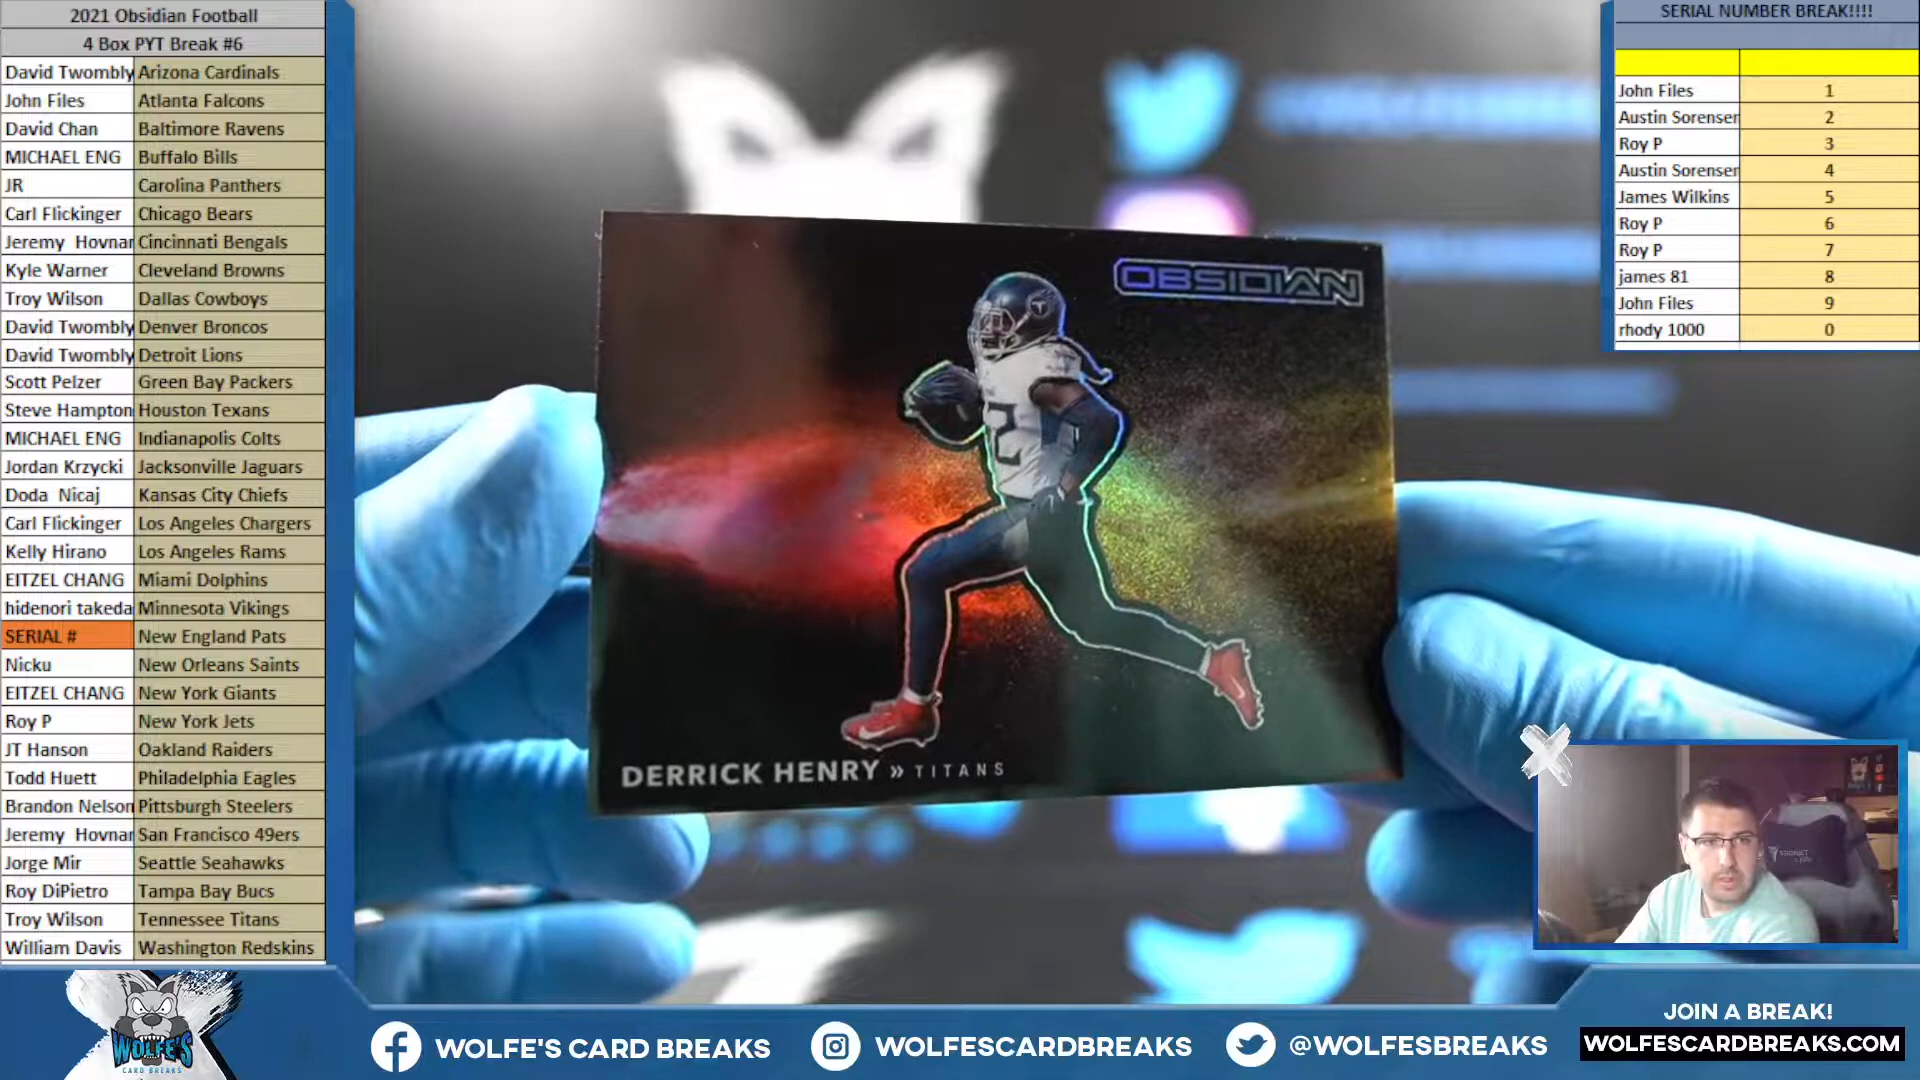 2021 Obsidian Football
4 Box PYT Break #6
David Twombly Arizona Cardinals
John Files Atlanta Falcons
David Chan Baltimore Ravens
MICHAEL ENG Buffalo Bills
JR Carolina Panthers
Carl Flickinger Chicago Bears
Jeremy Hovnar Cincinnati Bengals
Kyle Warner Cleveland Browns
Troy Wilson Dallas Cowboys
David Twombly Denver Broncos
David Twombly Detroit Lions
Scott Pelzer Green Bay Packers
Steve Hampton Houston Texans
MICHAEL ENG Indianapolis Colts
Jordan Krzycki Jacksonville Jaguars
Doda Nicaj Kansas City Chiefs
Carl Flickinger Los Angeles Chargers
Kelly Hirano Los Angeles Rams
EITZEL CHANG Miami Dolphins
hidenori takeda Minnesota Vikings
SERIAL # New England Pats
Nicku New Orleans Saints
EITZEL CHANG New York Giants
Roy P New York Jets
JT Hanson Oakland Raiders
Todd Huett Philadelphia Eagles
Brandon Nelson Pittsburgh Steelers
Jeremy Hovnar San Francisco 49ers
Jorge Mir Seattle Seahawks
Roy DiPietro Tampa Bay Bucs
Troy Wilson Tennessee Titans
William Davis Washington Redskins
OBSIDIAN
2
DERRICK HENRY » TITANS
SERIAL NUMBER BREAK!!!!
John Files 1
Austin Sorensen 2
Roy P 3
Austin Sorensen 4
James Wilkins 5
Roy P 6
Roy P 7
james 81 8
John Files 9
rhody 1000 0
WOLFE'S
CARD BREAKS
WOLFE'S CARD BREAKS
WOLFESCARDBREAKS
@WOLFESBREAKS
JOIN A BREAK!
WOLFESCARDBREAKS.COM